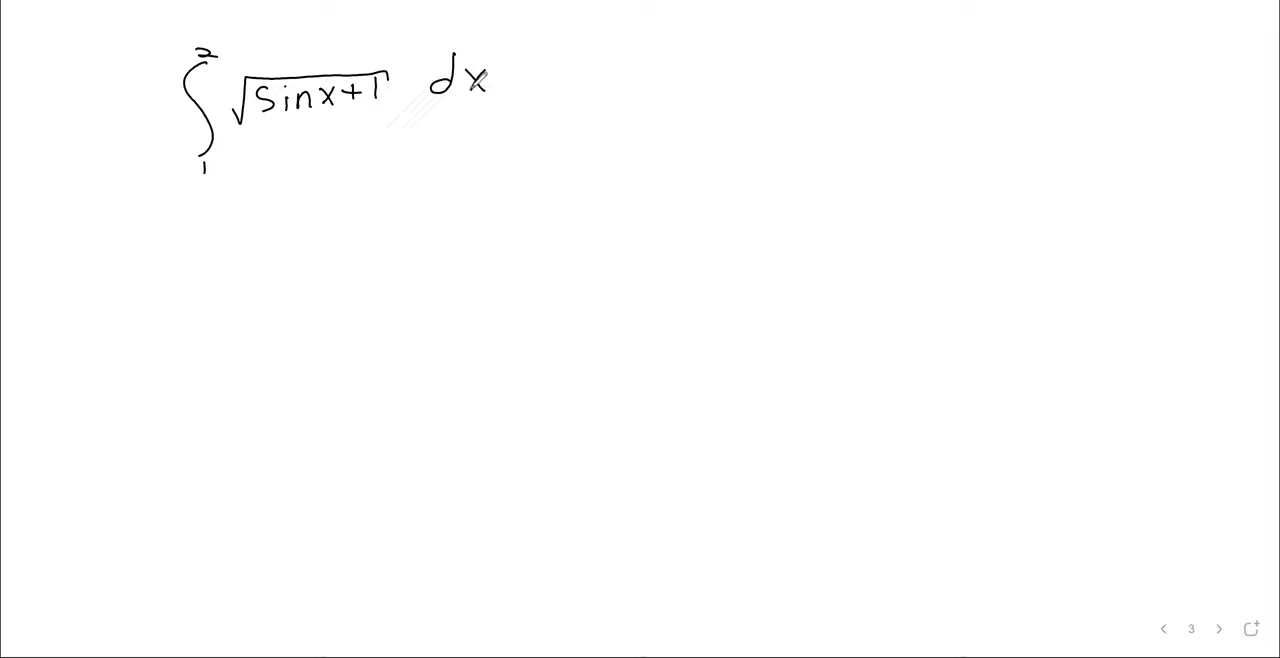 ∫₁² √(sinx+1) dx
3